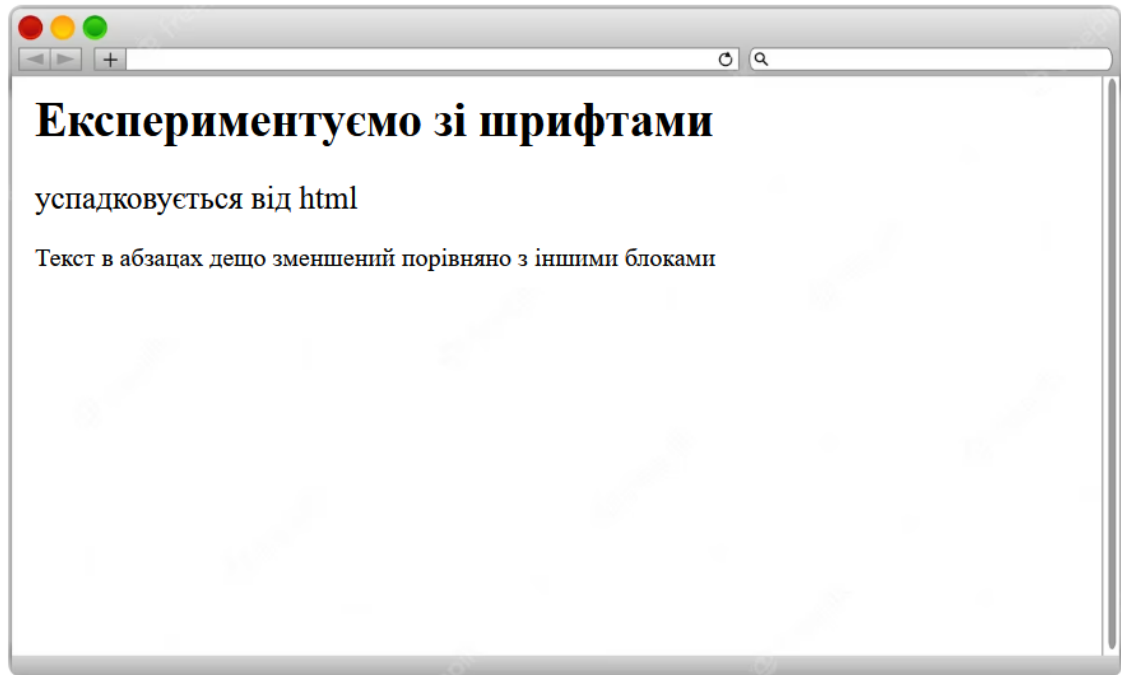 Експериментуємо зі шрифтами
успадковується від html
Текст в абзацах дещо зменшений порівняно з іншими блоками